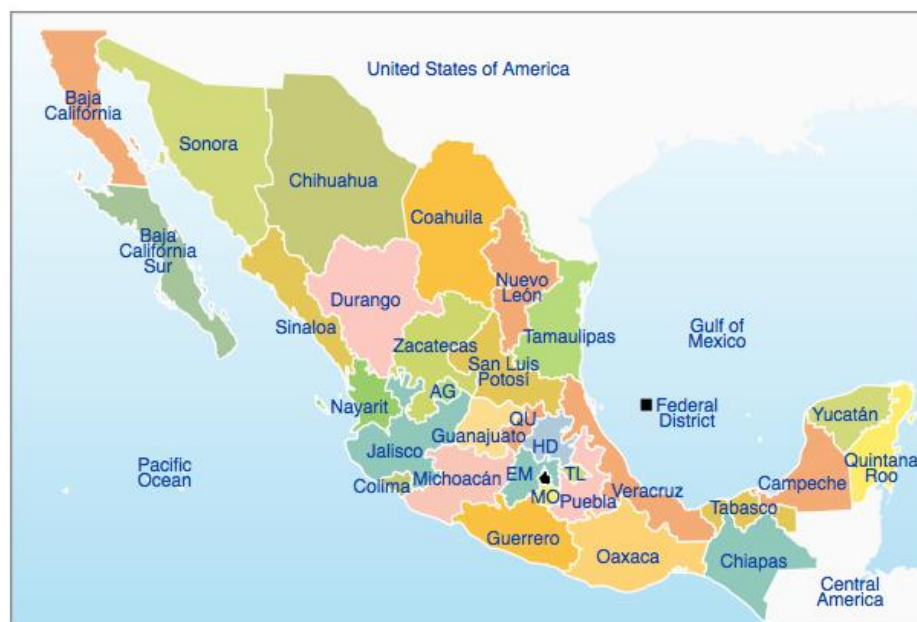 United States of America
Baja
Califórnia
Sonora
Chihuahua
Coahuila
Baja
Califórnia
Sur
Nuevo
León
Durango
Sinaloa
Tamaulipas
Gulf of
Mexico
Zacatecas
San Luis
Potosí
AG
Nayarit
Federal
District
Yucatán
QU
Guanajuato
HD
Jalisco
Quintana
Roo
Pacific
Ocean
Michoacán
EM
TL
Colima
MO
Puebla
Veracruz
Campeche
Tabasco
Guerrero
Oaxaca
Chiapas
Central
America